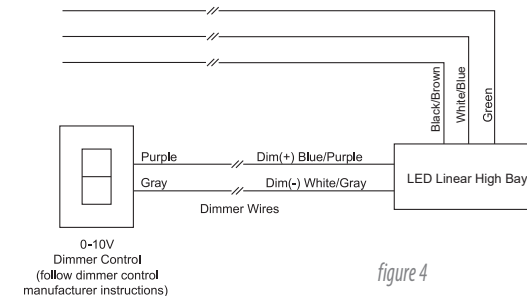 Black/Brown
White/Blue
Green
Purple
Dim(+) Blue/Purple
Gray
Dim(-) White/Gray
LED Linear High Bay
Dimmer Wires
0-10V
Dimmer Control
(follow dimmer control
manufacturer instructions)
figure 4